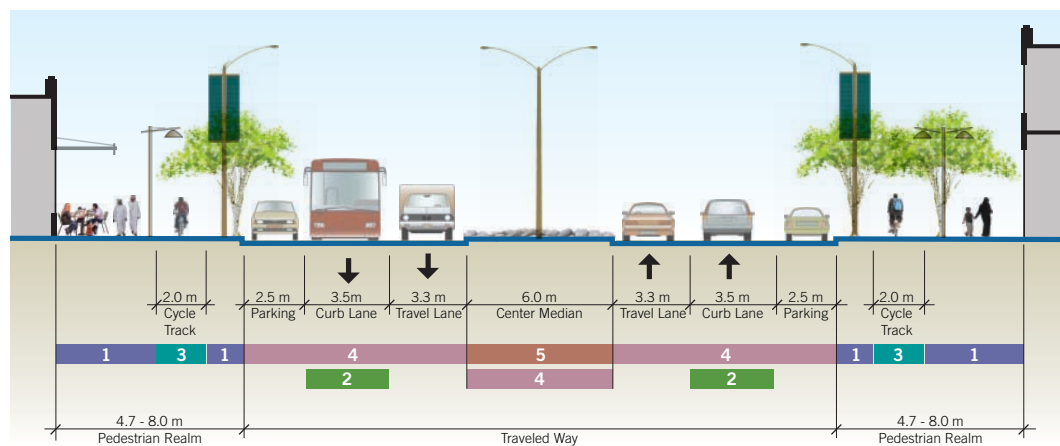 2.0 m 2.5 m 3.5m 3.3 m 6.0 m 3.3 m 3.5 m 2.5 m 2.0 m
Cycle Parking Curb Lane Travel Lane Center Median Travel Lane Curb Lane Parking Cycle
Track Track
1 3 1 4 5 4 1 3 1
2 4 2
4.7 - 8.0 m 4.7 - 8.0 m
Pedestrian Realm Traveled Way Pedestrian Realm